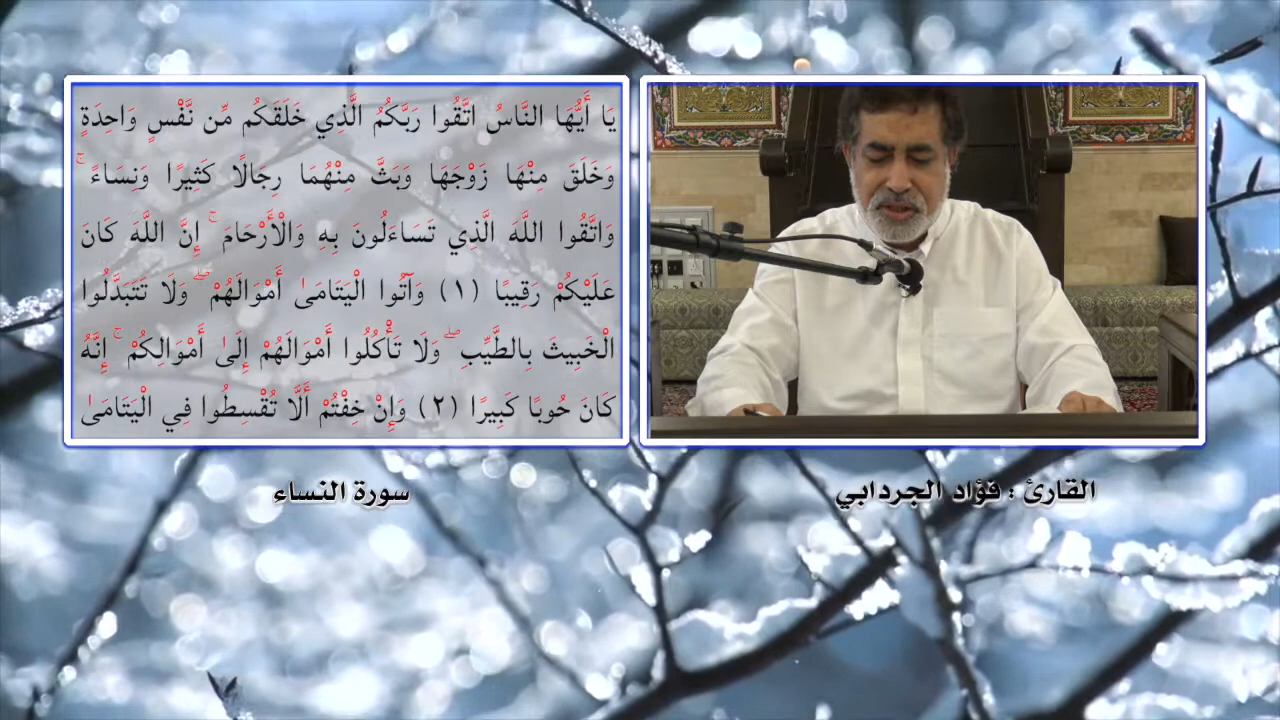 يَا أَيُّهَا النَّاسُ اتَّقُوا رَبَّكُمُ الَّذِي خَلَقَكُم مِّن نَّفْسٍ وَاحِدَةٍ
وَخَلَقَ مِنْهَا زَوْجَهَا وَبَثَّ مِنْهُمَا رِجَالًا كَثِيرًا وَنِسَاءً ۚ
وَاتَّقُوا اللَّهَ الَّذِي تَسَاءَلُونَ بِهِ وَالْأَرْحَامَ ۚ إِنَّ اللَّهَ كَانَ
عَلَيْكُمْ رَقِيبًا (١) وَآتُوا الْيَتَامَىٰ أَمْوَالَهُمْ ۖ وَلَا تَتَبَدَّلُوا
الْخَبِيثَ بِالطَّيِّبِ ۖ وَلَا تَأْكُلُوا أَمْوَالَهُمْ إِلَىٰ أَمْوَالِكُمْ ۚ إِنَّهُ
كَانَ حُوبًا كَبِيرًا (٢) وَإِنْ خِفْتُمْ أَلَّا تُقْسِطُوا فِي الْيَتَامَىٰ
سورة النساء
القارئ : فؤاد الجردابي